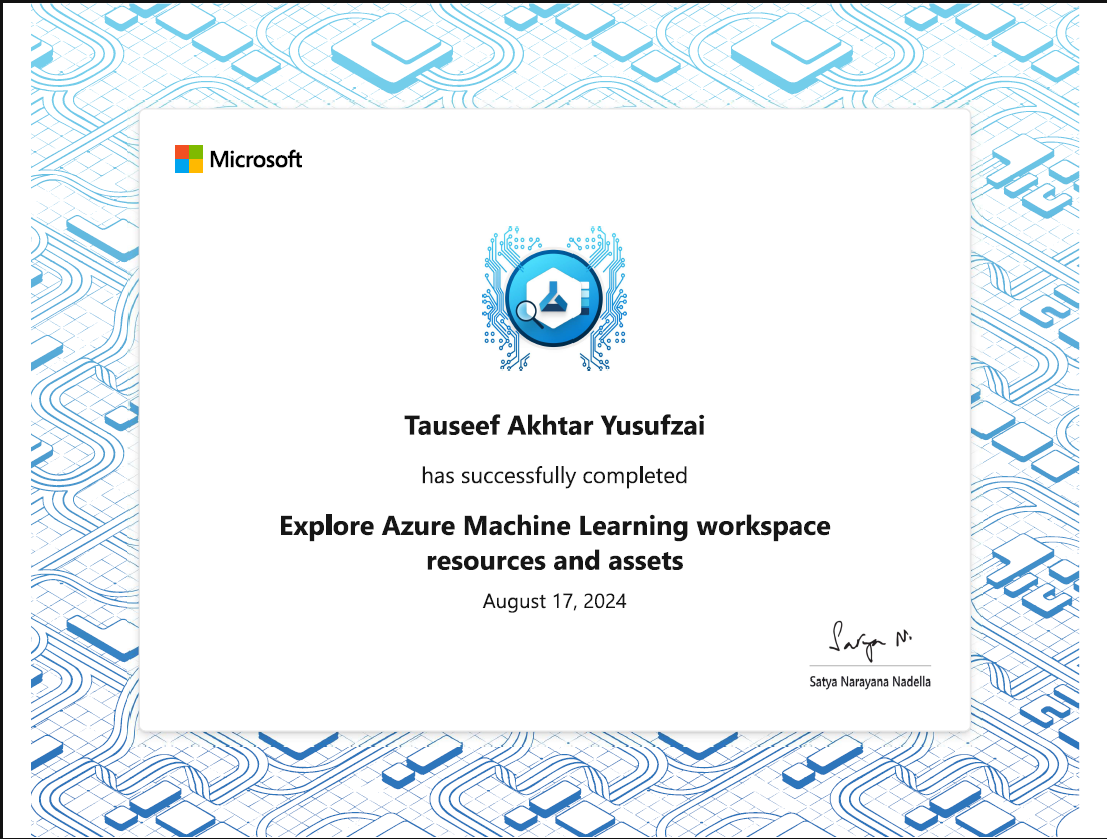 Microsoft
Tauseef Akhtar Yusufzai
has successfully completed
Explore Azure Machine Learning workspace
resources and assets
August 17, 2024
Satya N.
Satya Narayana Nadella